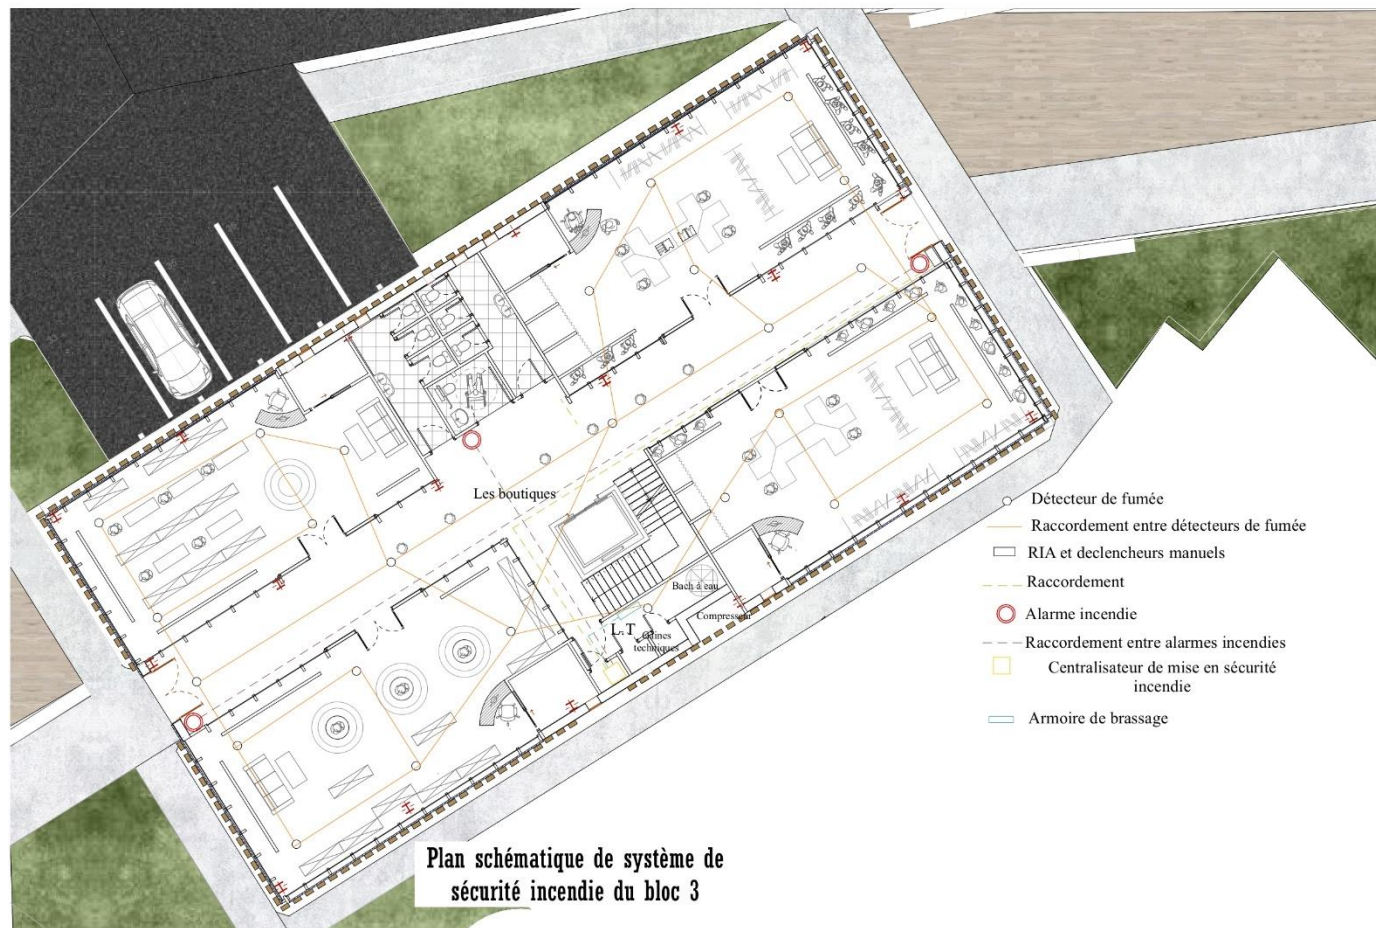 Les boutiques
Bach à eau
Compresseur
L.T
Gaines
techniques
Détecteur de fumée
Raccordement entre détecteurs de fumée
RIA et declencheurs manuels
Raccordement
Alarme incendie
Raccordement entre alarmes incendies
Centralisateur de mise en sécurité
incendie
Armoire de brassage
Plan schématique de système de
sécurité incendie du bloc 3